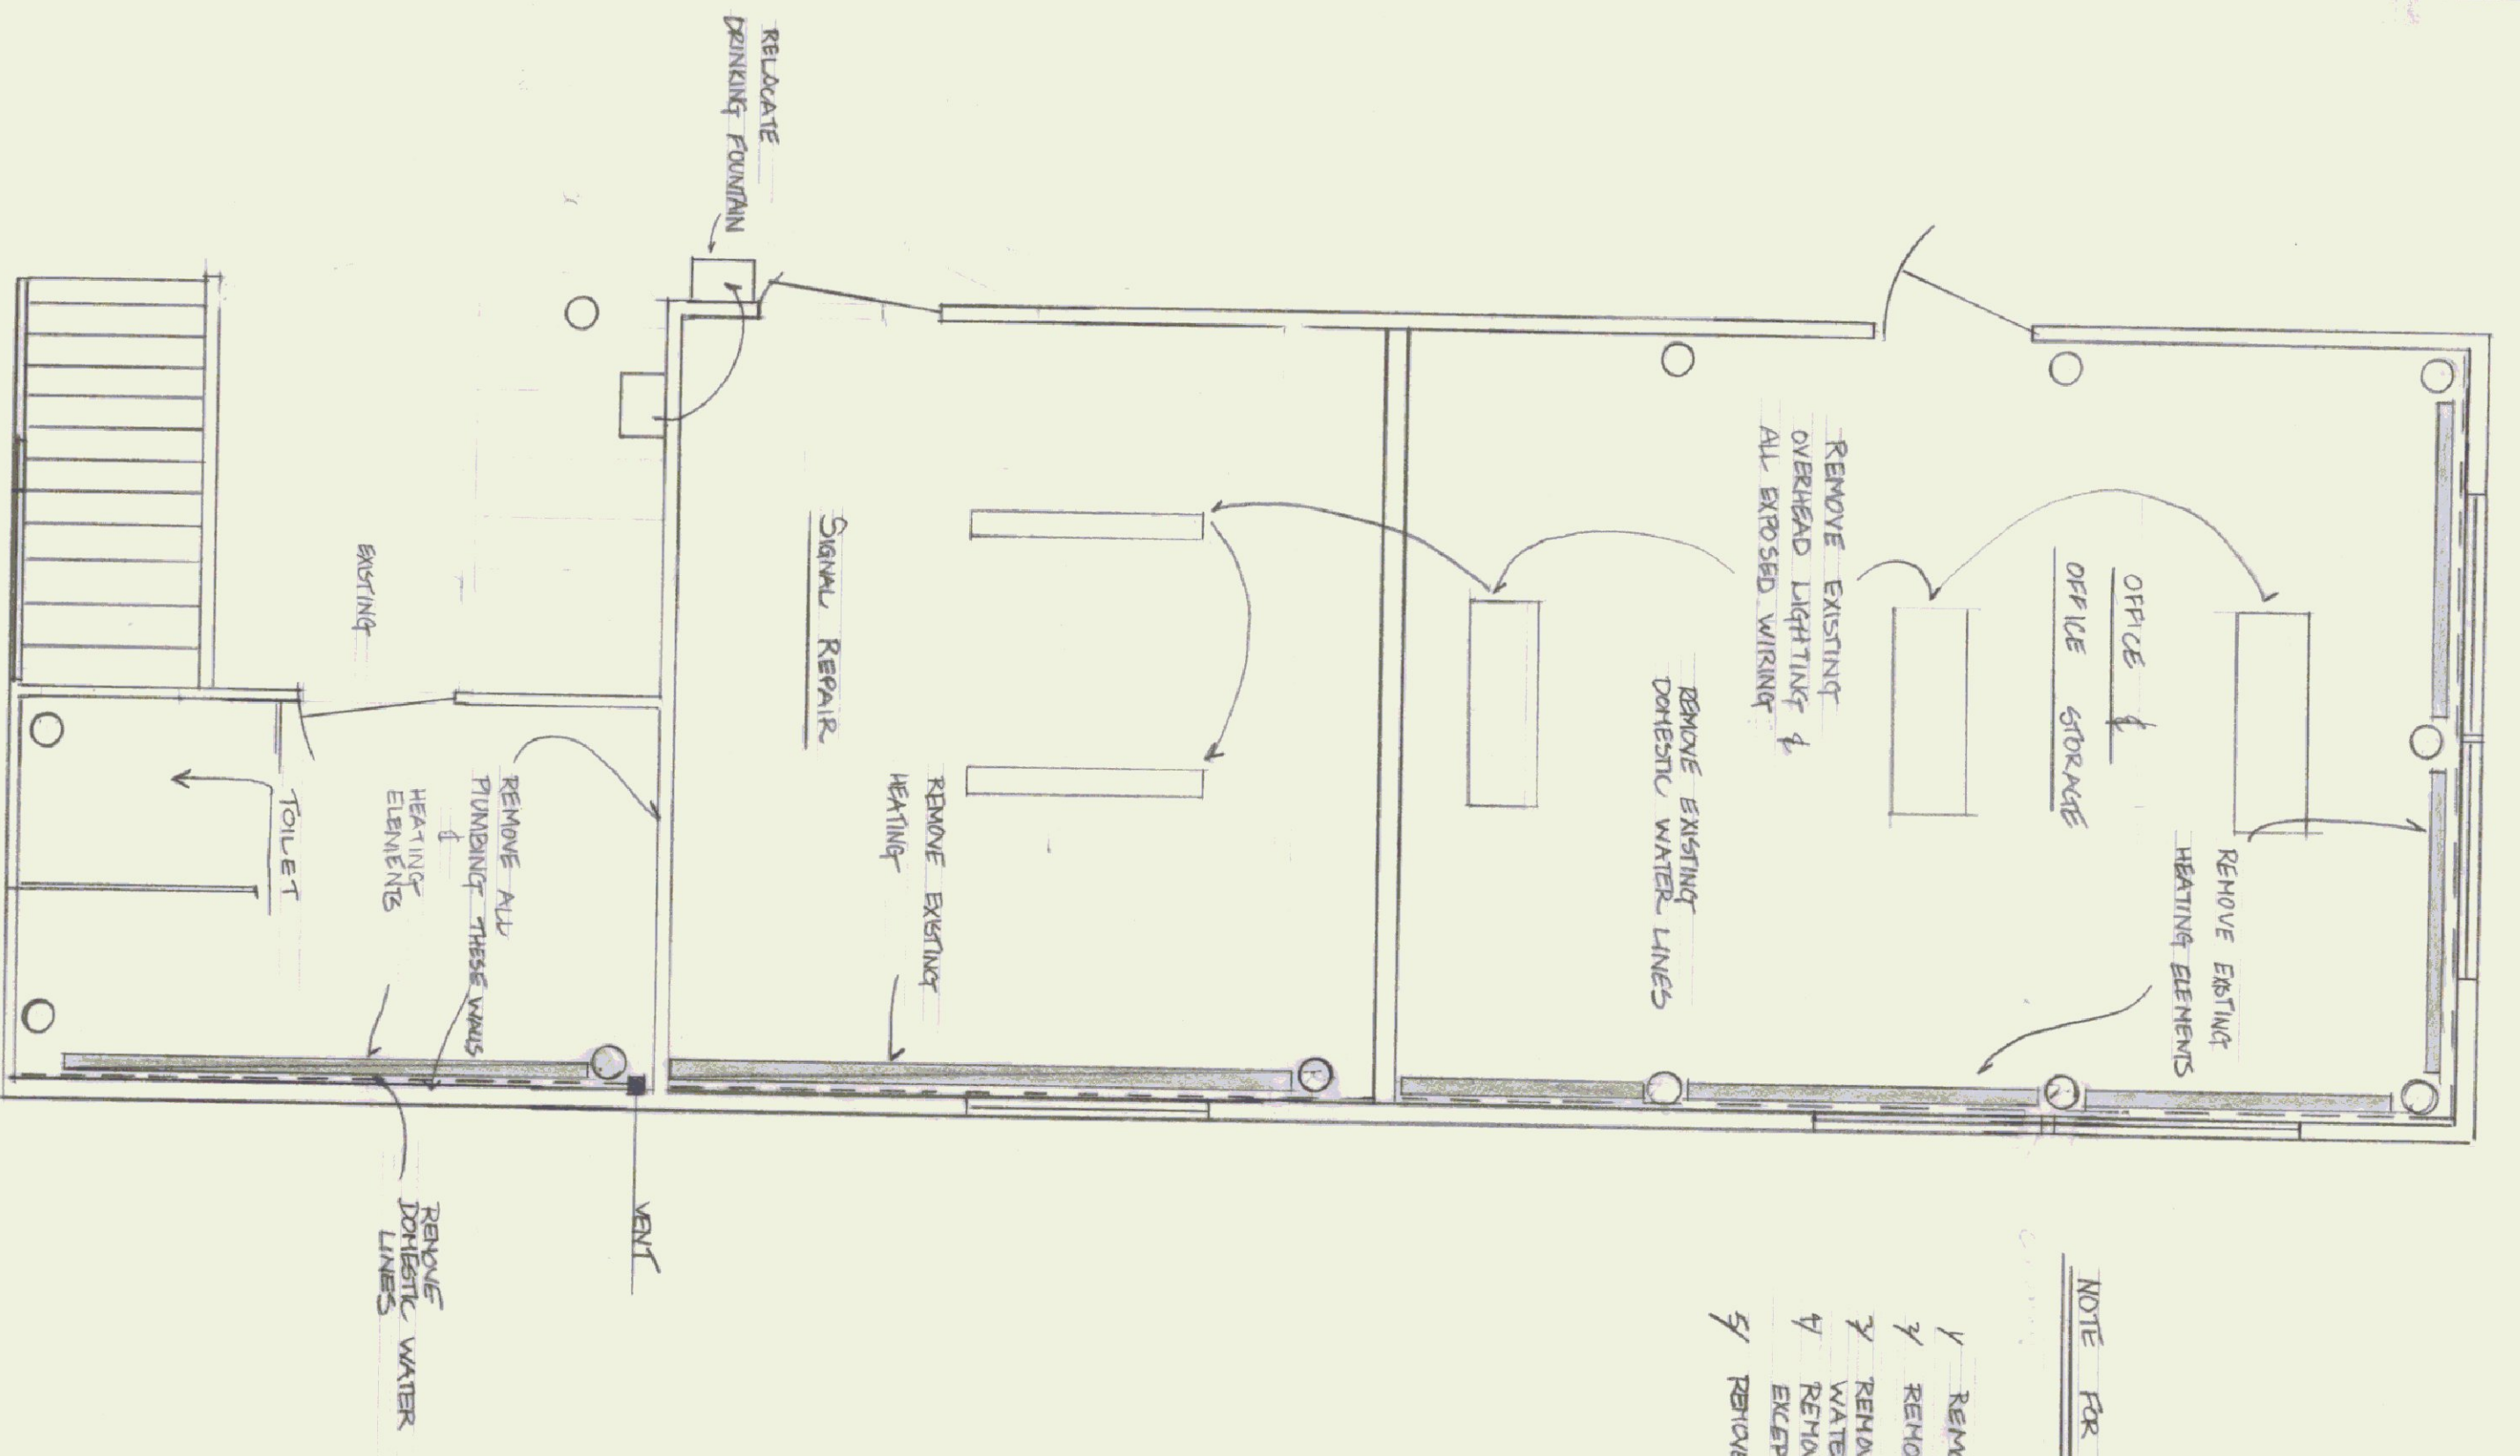 RELOCATE
DRINKING FOUNTAIN
OFFICE &
OFFICE STORAGE
REMOVE EXISTING
OVERHEAD LIGHTING &
ALL EXPOSED WIRING
REMOVE EXISTING
DOMESTIC WATER LINES
REMOVE EXISTING
HEATING ELEMENTS
SIGNAL REPAIR
REMOVE EXISTING
HEATING
EXISTING
REMOVE ALL
PLUMBING THESE WALLS
&
HEATING
ELEMENTS
TOILET
VENT
REMOVE
DOMESTIC WATER
LINES
NOTE FOR
1/ REM
2/ REMO
3/ REMOV
WATE
4/ REMO
EXCEP
5/ REMOVE